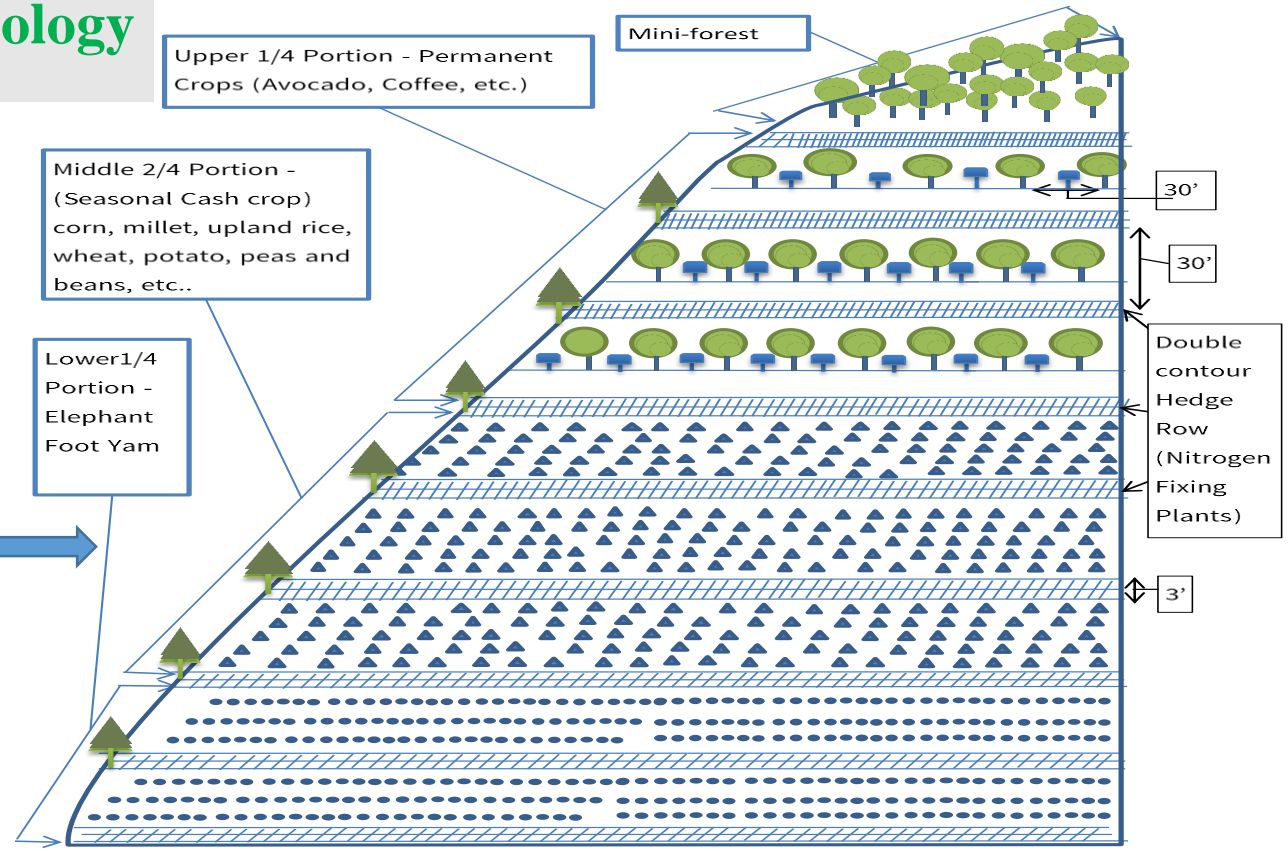 ology
Mini-forest
Upper 1/4 Portion - Permanent
Crops (Avocado, Coffee, etc.)
Middle 2/4 Portion -
(Seasonal Cash crop)
corn, millet, upland rice,
wheat, potato, peas and
beans, etc..
Lower1/4
Portion -
Elephant
Foot Yam
30’
30’
Double
contour
Hedge
Row
(Nitrogen
Fixing
Plants)
3’